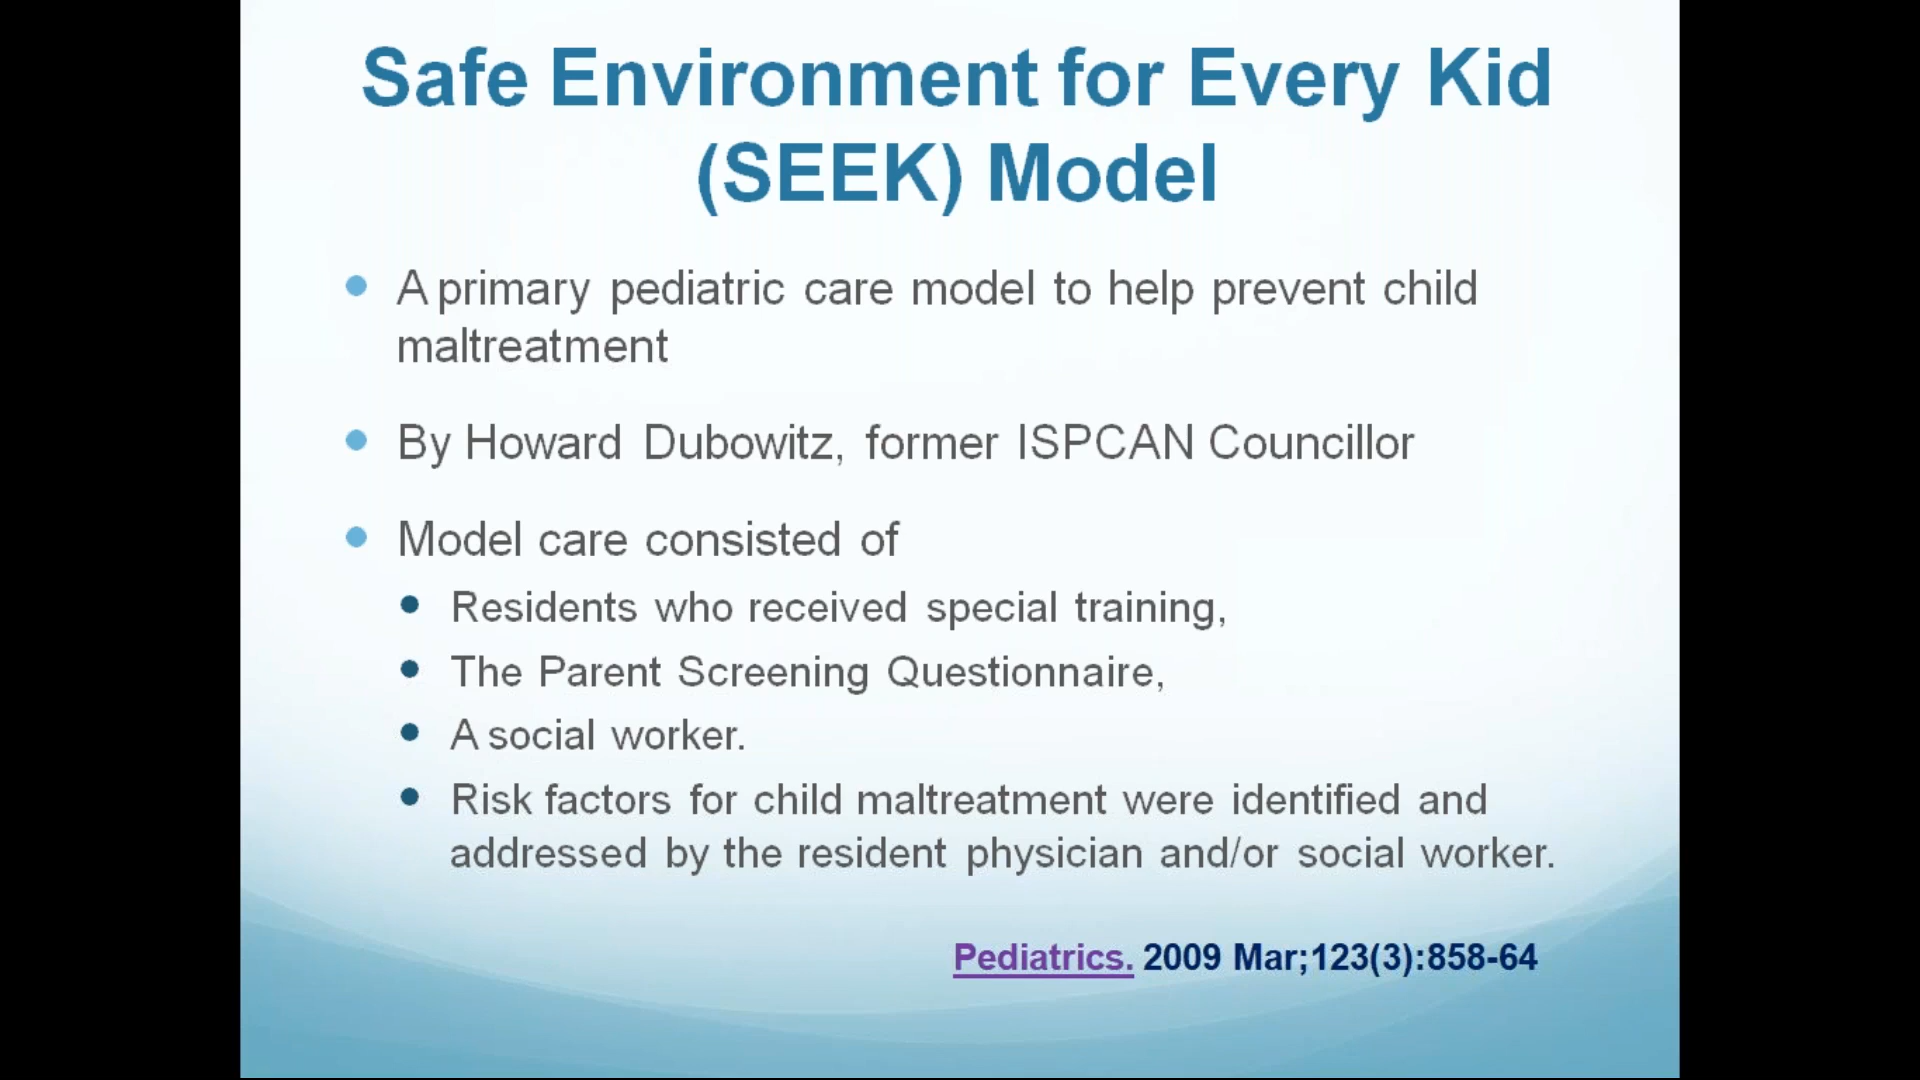 Safe Environment for Every Kid
(SEEK) Model
A primary pediatric care model to help prevent child
maltreatment
By Howard Dubowitz, former ISPCAN Councillor
Model care consisted of
Residents who received special training,
The Parent Screening Questionnaire,
A social worker.
Risk factors for child maltreatment were identified and
addressed by the resident physician and/or social worker.
Pediatrics. 2009 Mar;123(3):858-64